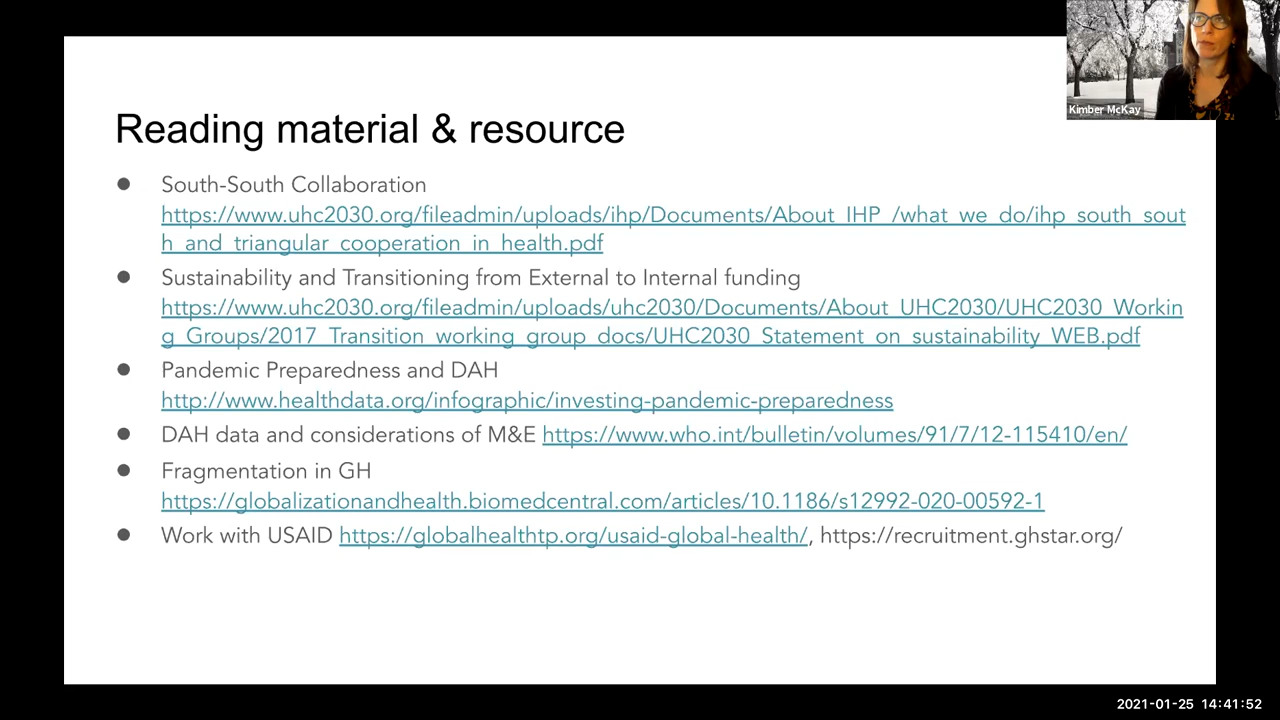 Kimber McKay
Reading material & resource
● South-South Collaboration
https://www.uhc2030.org/fileadmin/uploads/ihp/Documents/About_IHP_/what_we_do/ihp_south_sout
h_and_triangular_cooperation_in_health.pdf
● Sustainability and Transitioning from External to Internal funding
https://www.uhc2030.org/fileadmin/uploads/uhc2030/Documents/About_UHC2030/UHC2030_Workin
g_Groups/2017_Transition_working_group_docs/UHC2030_Statement_on_sustainability_WEB.pdf
● Pandemic Preparedness and DAH
http://www.healthdata.org/infographic/investing-pandemic-preparedness
● DAH data and considerations of M&E https://www.who.int/bulletin/volumes/91/7/12-115410/en/
● Fragmentation in GH
https://globalizationandhealth.biomedcentral.com/articles/10.1186/s12992-020-00592-1
● Work with USAID https://globalhealthtp.org/usaid-global-health/, https://recruitment.ghstar.org/
2021-01-25 14:41:52